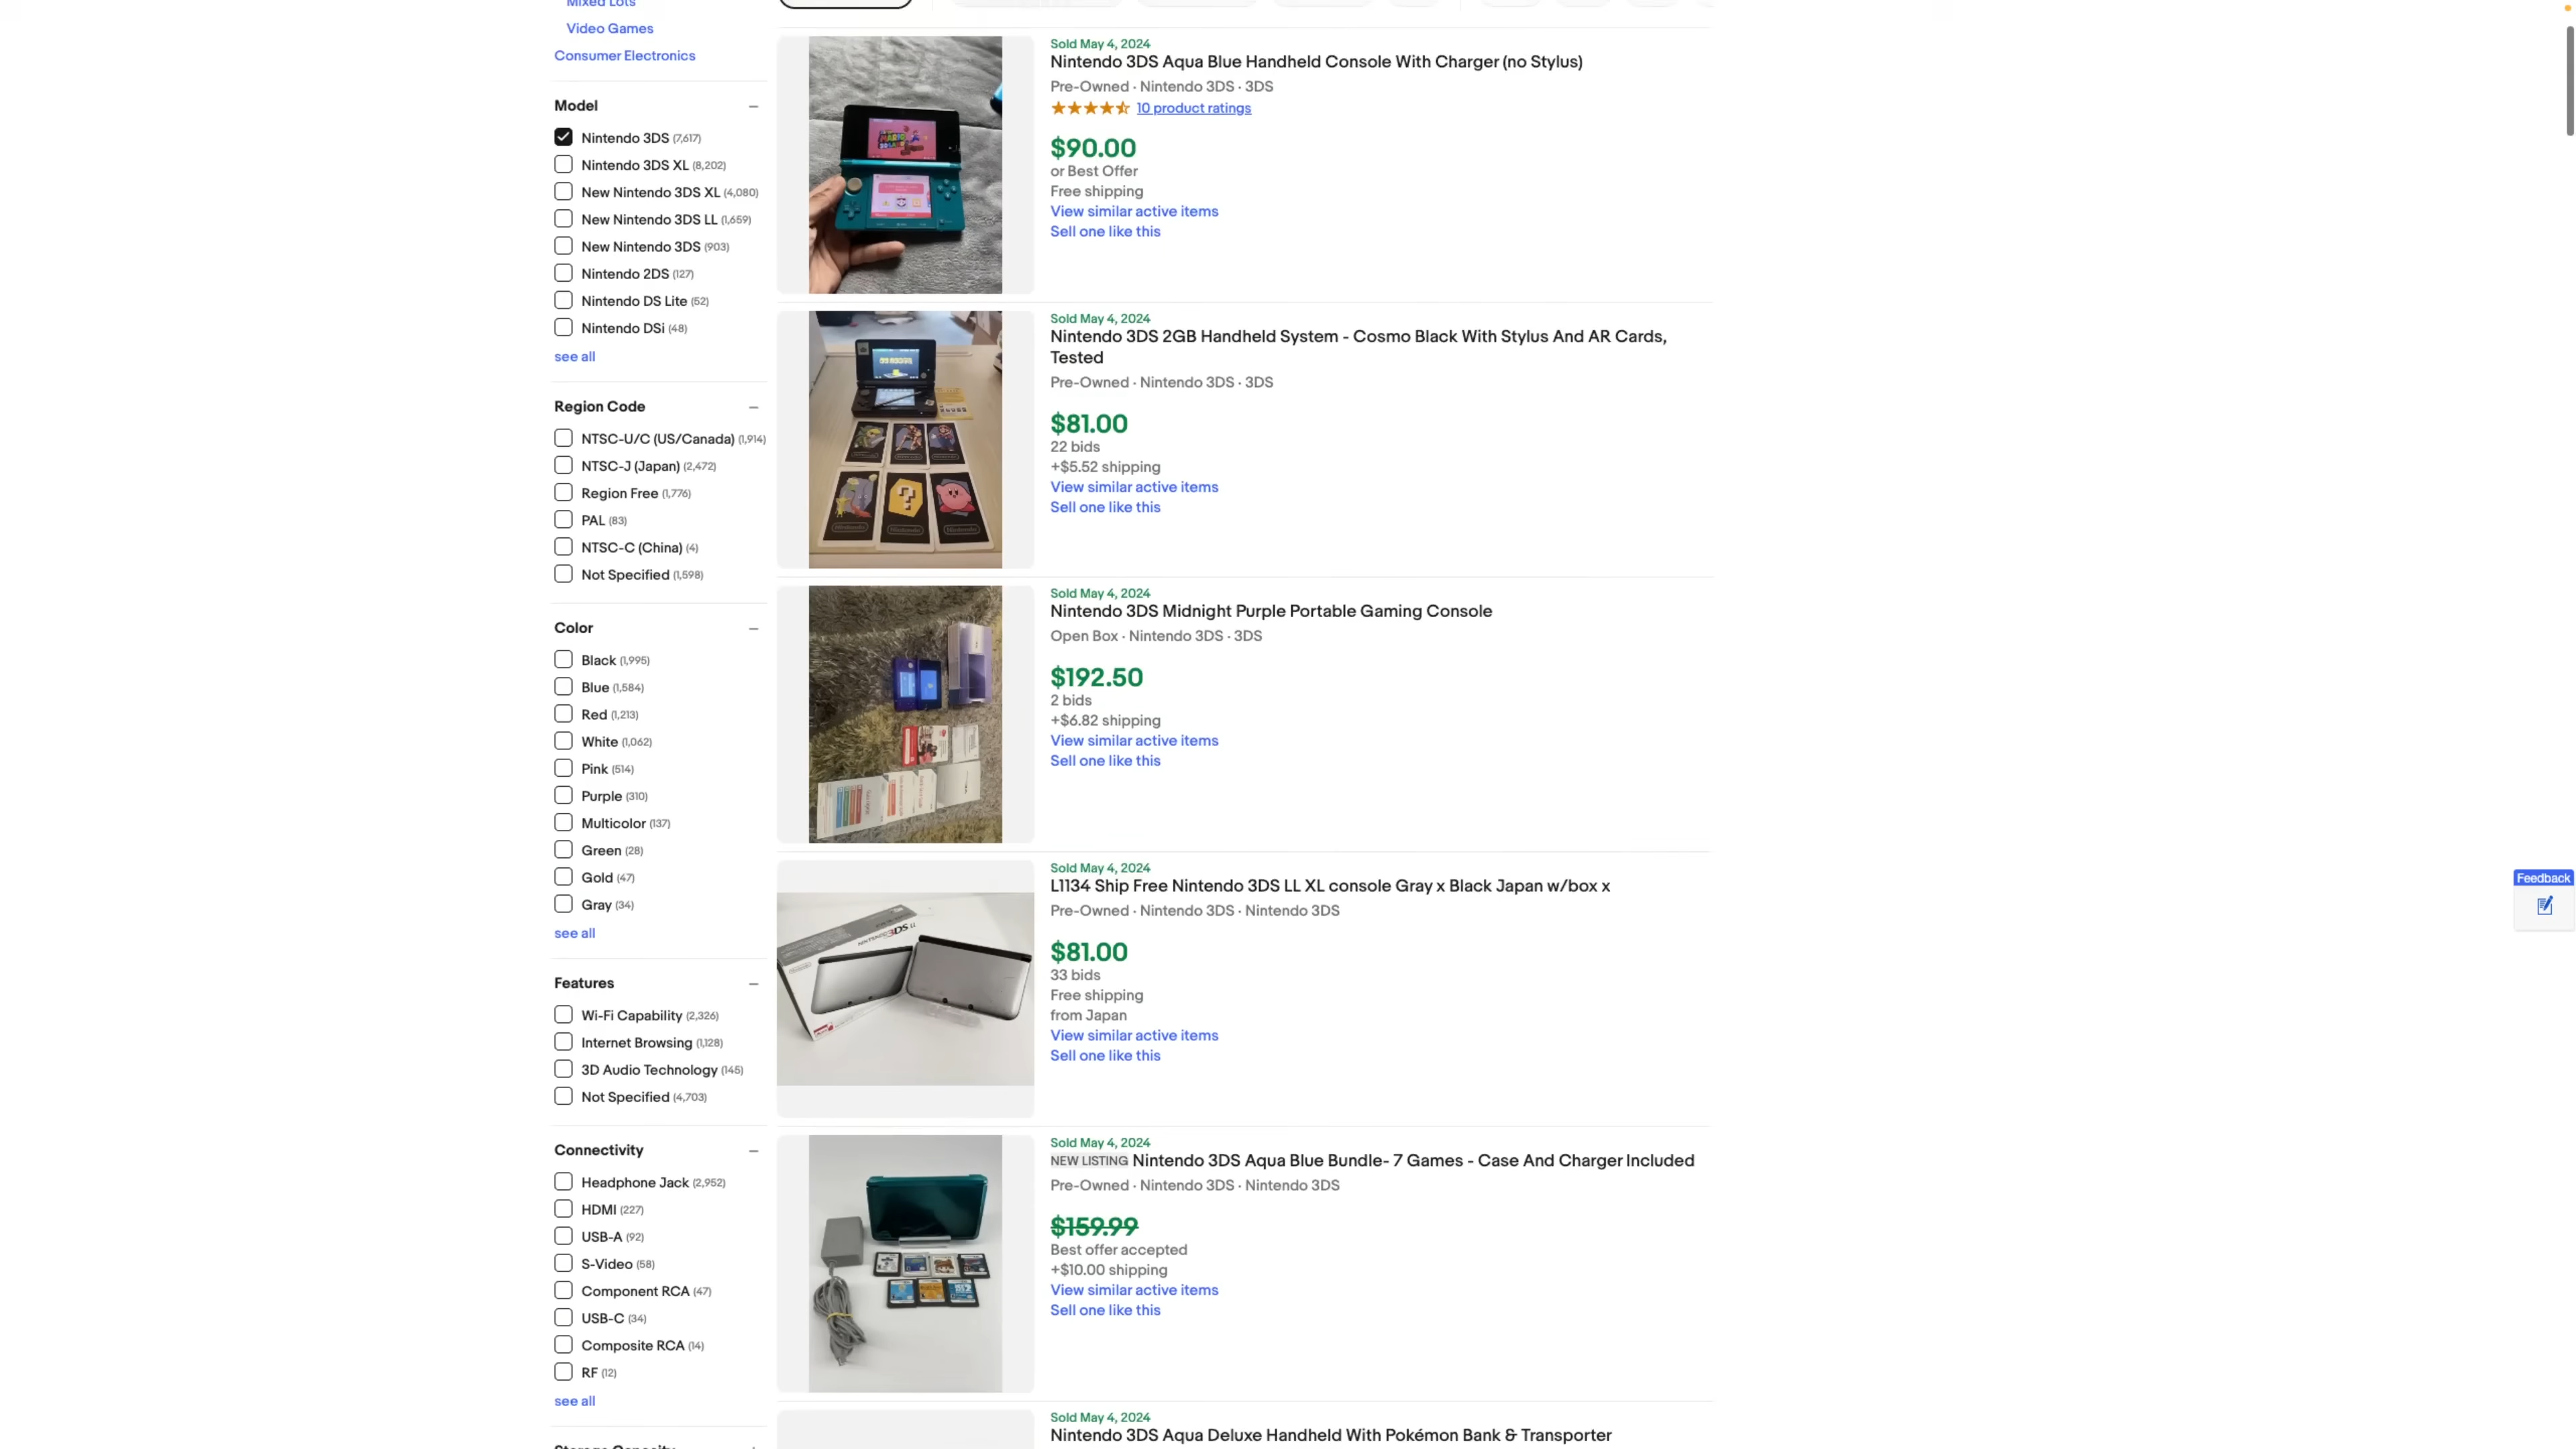 Mixed Lots
Video Games
Consumer Electronics
Model
Nintendo 3DS (7,617)
Nintendo 3DS XL (8,202)
New Nintendo 3DS XL (4,080)
New Nintendo 3DS LL (1,659)
New Nintendo 3DS (903)
Nintendo 2DS (127)
Nintendo DS Lite (52)
Nintendo DSi (48)
see all
Region Code
NTSC-U/C (US/Canada) (1,914)
NTSC-J (Japan) (2,472)
Region Free (1,776)
PAL (83)
NTSC-C (China) (4)
Not Specified (1,598)
Color
Black (1,995)
Blue (1,584)
Red (1,213)
White (1,062)
Pink (514)
Purple (310)
Multicolor (137)
Green (28)
Gold (47)
Gray (34)
see all
Features
Wi-Fi Capability (2,326)
Internet Browsing (1,128)
3D Audio Technology (145)
Not Specified (4,703)
Connectivity
Headphone Jack (2,952)
HDMI (227)
USB-A (92)
S-Video (58)
Component RCA (47)
USB-C (34)
Composite RCA (14)
RF (12)
see all
Sold May 4, 2024
Nintendo 3DS Aqua Blue Handheld Console With Charger (no Stylus)
Pre-Owned · Nintendo 3DS · 3DS
10 product ratings
$90.00
or Best Offer
Free shipping
View similar active items
Sell one like this
Sold May 4, 2024
Nintendo 3DS 2GB Handheld System - Cosmo Black With Stylus And AR Cards,
Tested
Pre-Owned · Nintendo 3DS · 3DS
$81.00
22 bids
+$5.52 shipping
View similar active items
Sell one like this
Sold May 4, 2024
Nintendo 3DS Midnight Purple Portable Gaming Console
Open Box · Nintendo 3DS · 3DS
$192.50
2 bids
+$6.82 shipping
View similar active items
Sell one like this
NINTENDO3DS LL
Sold May 4, 2024
L1134 Ship Free Nintendo 3DS LL XL console Gray x Black Japan w/box x
Pre-Owned · Nintendo 3DS · Nintendo 3DS
$81.00
33 bids
Free shipping
from Japan
View similar active items
Sell one like this
Sold May 4, 2024
NEW LISTING Nintendo 3DS Aqua Blue Bundle- 7 Games - Case And Charger Included
Pre-Owned · Nintendo 3DS · Nintendo 3DS
$159.99
Best offer accepted
+$10.00 shipping
View similar active items
Sell one like this
Sold May 4, 2024
Nintendo 3DS Aqua Deluxe Handheld With Pokémon Bank & Transporter
Feedback